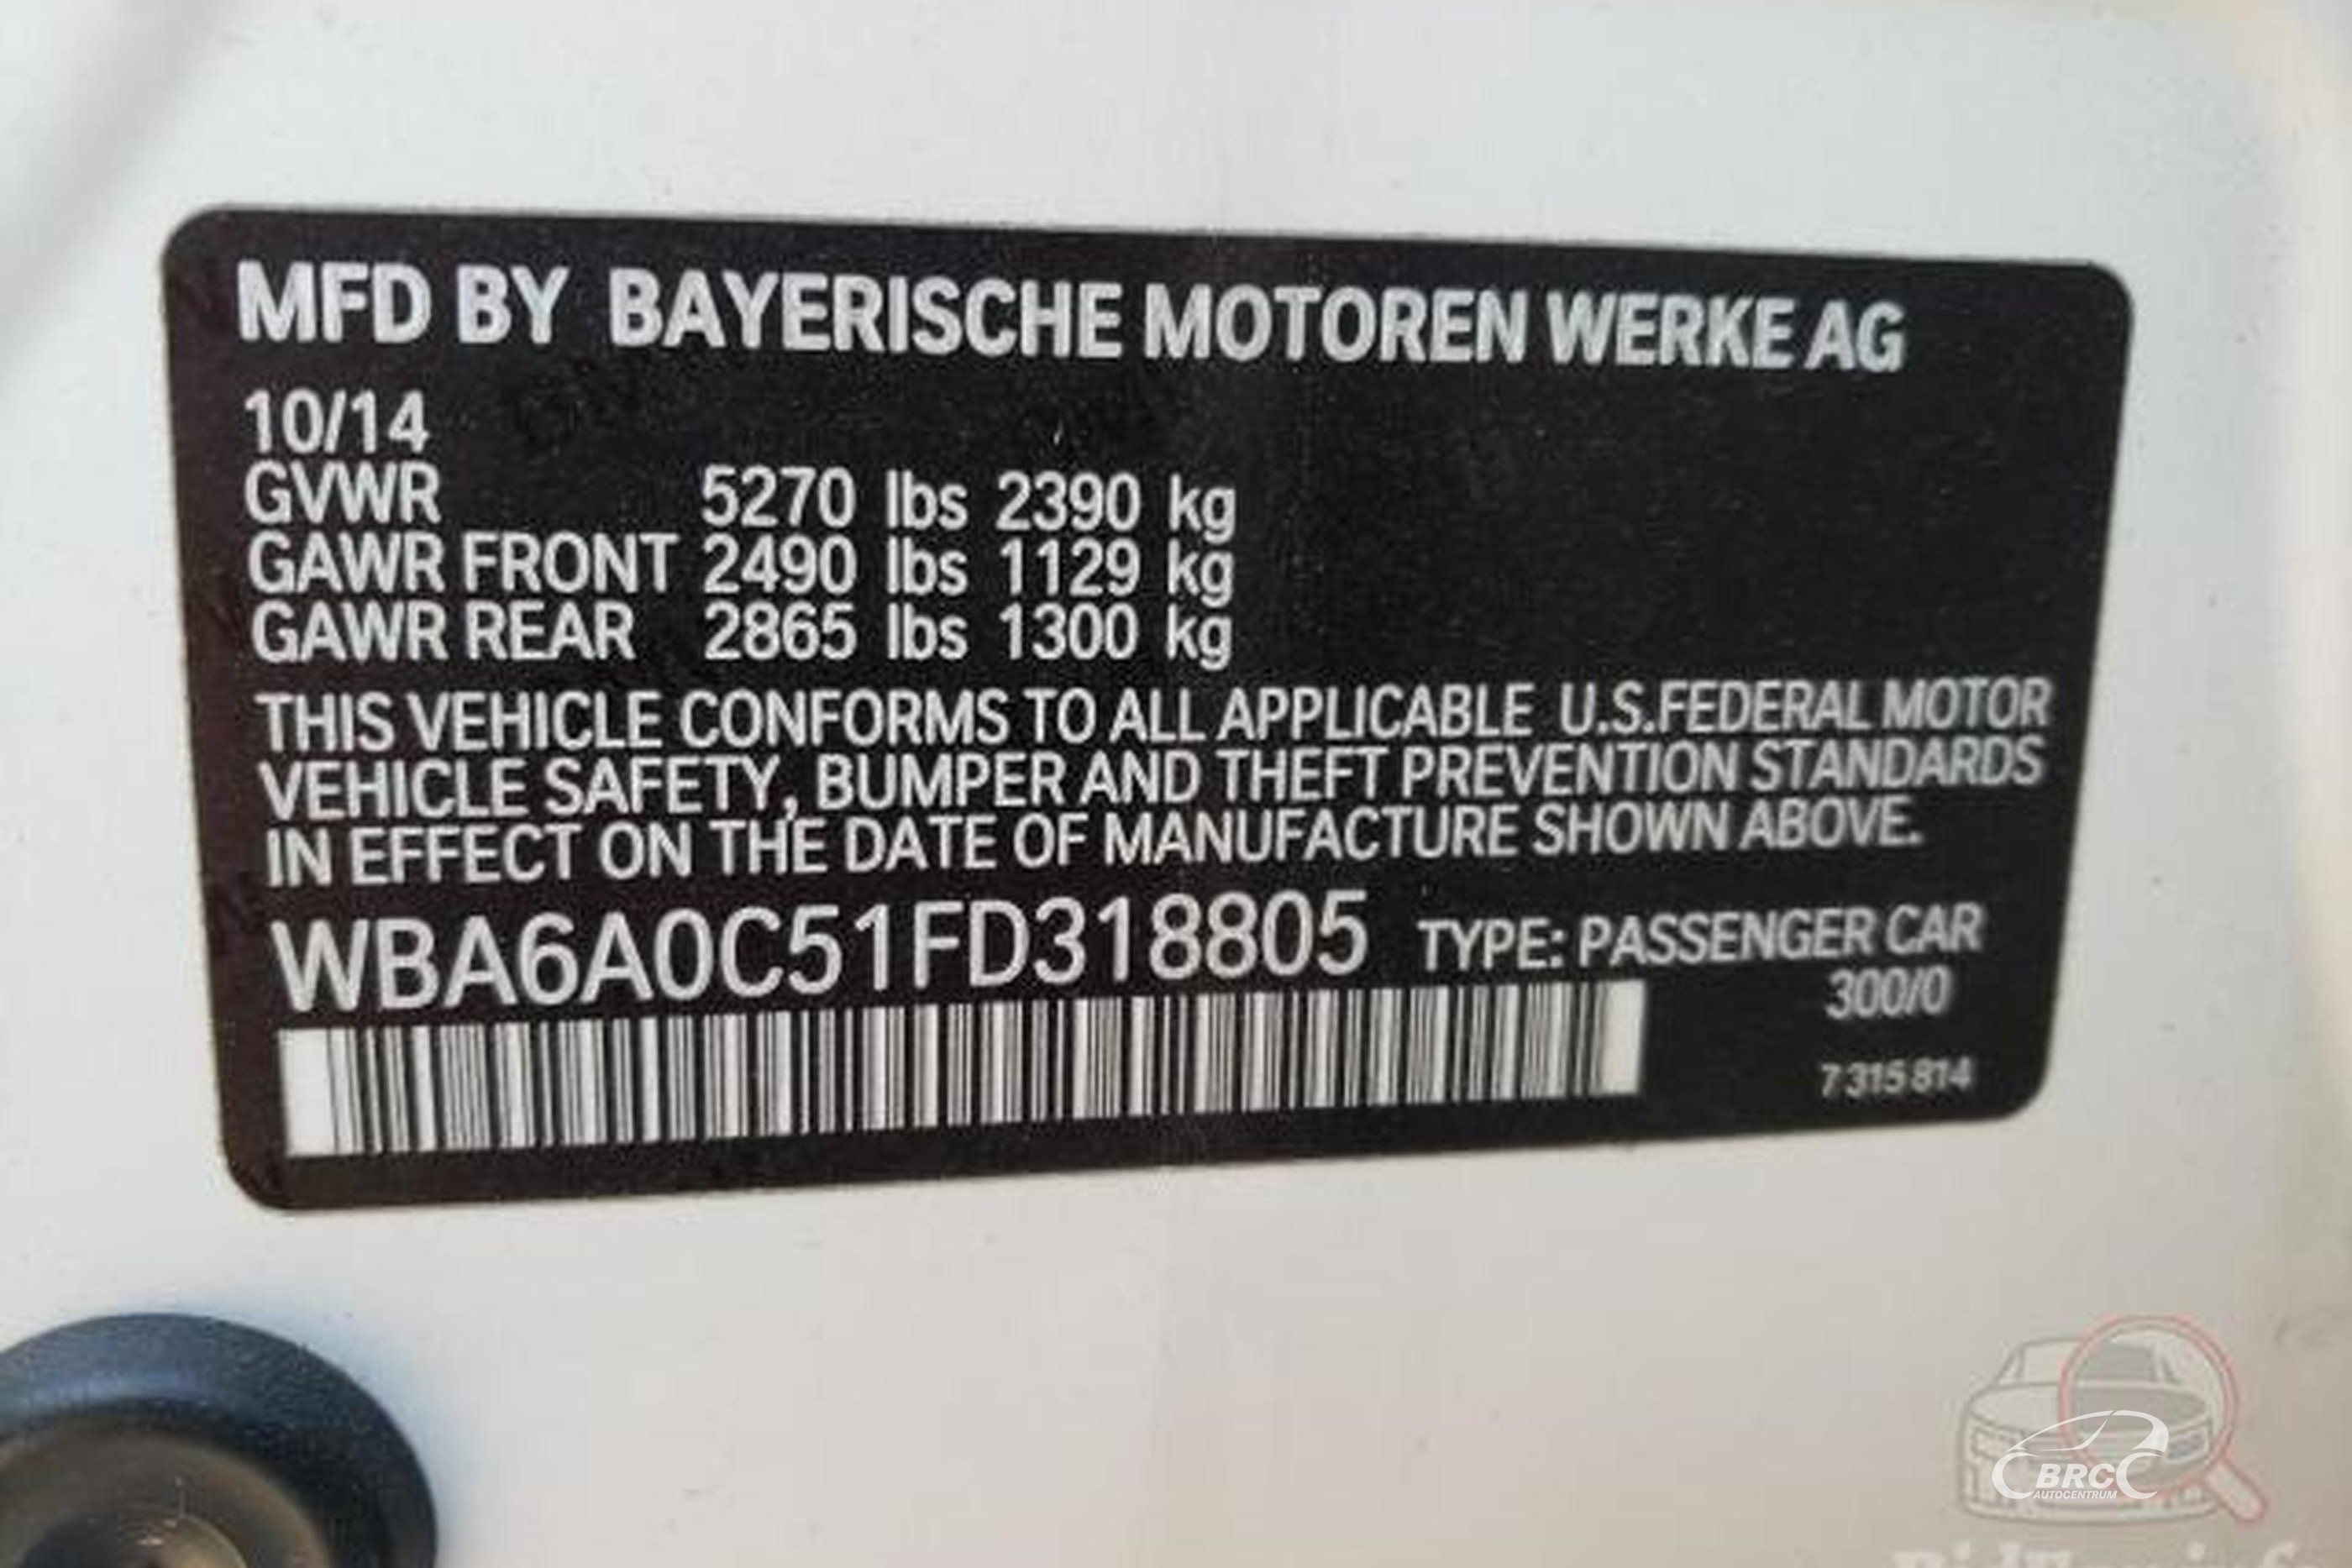 MFD BY BAYERISCHE MOTOREN WERKE AG
10/14
GVWR 5270 lbs 2390 kg
GAWR FRONT 2490 lbs 1129 kg
GAWR REAR 2865 lbs 1300 kg
THIS VEHICLE CONFORMS TO ALL APPLICABLE U.S.FEDERAL MOTOR
VEHICLE SAFETY, BUMPER AND THEFT PREVENTION STANDARDS
IN EFFECT ON THE DATE OF MANUFACTURE SHOWN ABOVE.
WBA6A0C51FD318805 TYPE: PASSENGER CAR
300/0
7 315 814
BRC
AUTOCENTRUM